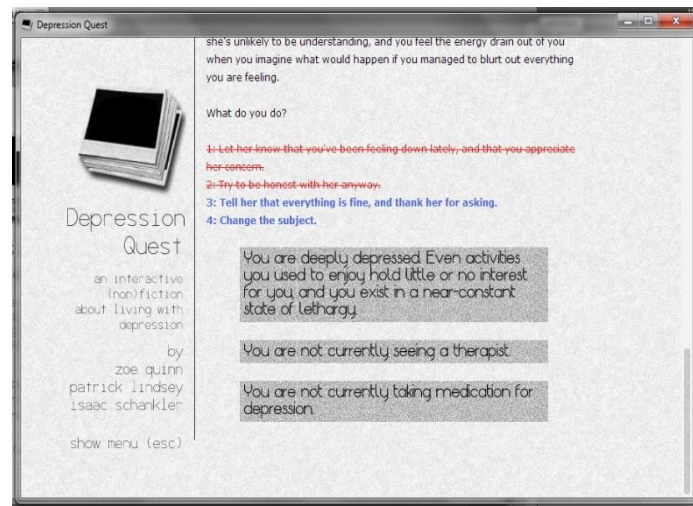 Depression Quest
she's unlikely to be understanding, and you feel the energy drain out of you
when you imagine what would happen if you managed to blurt out everything
you are feeling.
What do you do?
1: Let her know that you've been feeling down lately, and that you appreciate
her concern.
2: Try to be honest with her anyway.
3: Tell her that everything is fine, and thank her for asking.
4: Change the subject.
You are deeply depressed. Even activities
you used to enjoy hold little or no interest
for you, and you exist in a near-constant
state of lethargy.
You are not currently seeing a therapist.
You are not currently taking medication for
depression.
Depression
Quest
an interactive
(non)fiction
about living with
depression
by
zoe quinn
patrick lindsey
isaac schankler
show menu (esc)